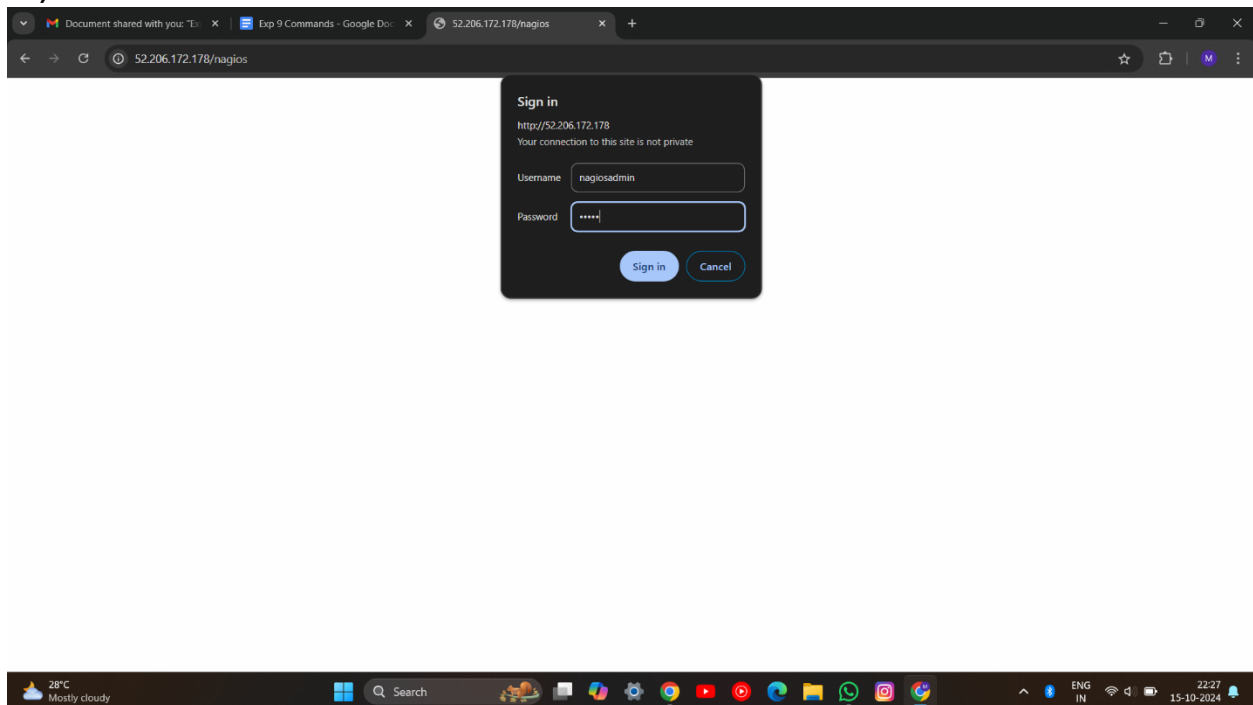 Document shared with you: "Ex
Exp 9 Commands - Google Doc
52.206.172.178/nagios
52.206.172.178/nagios
M
Sign in
http://52.206.172.178
Your connection to this site is not private
Username
nagiosadmin
Password
•••••
Sign in
Cancel
28°C
Mostly cloudy
Search
ENG
IN
22:27
15-10-2024